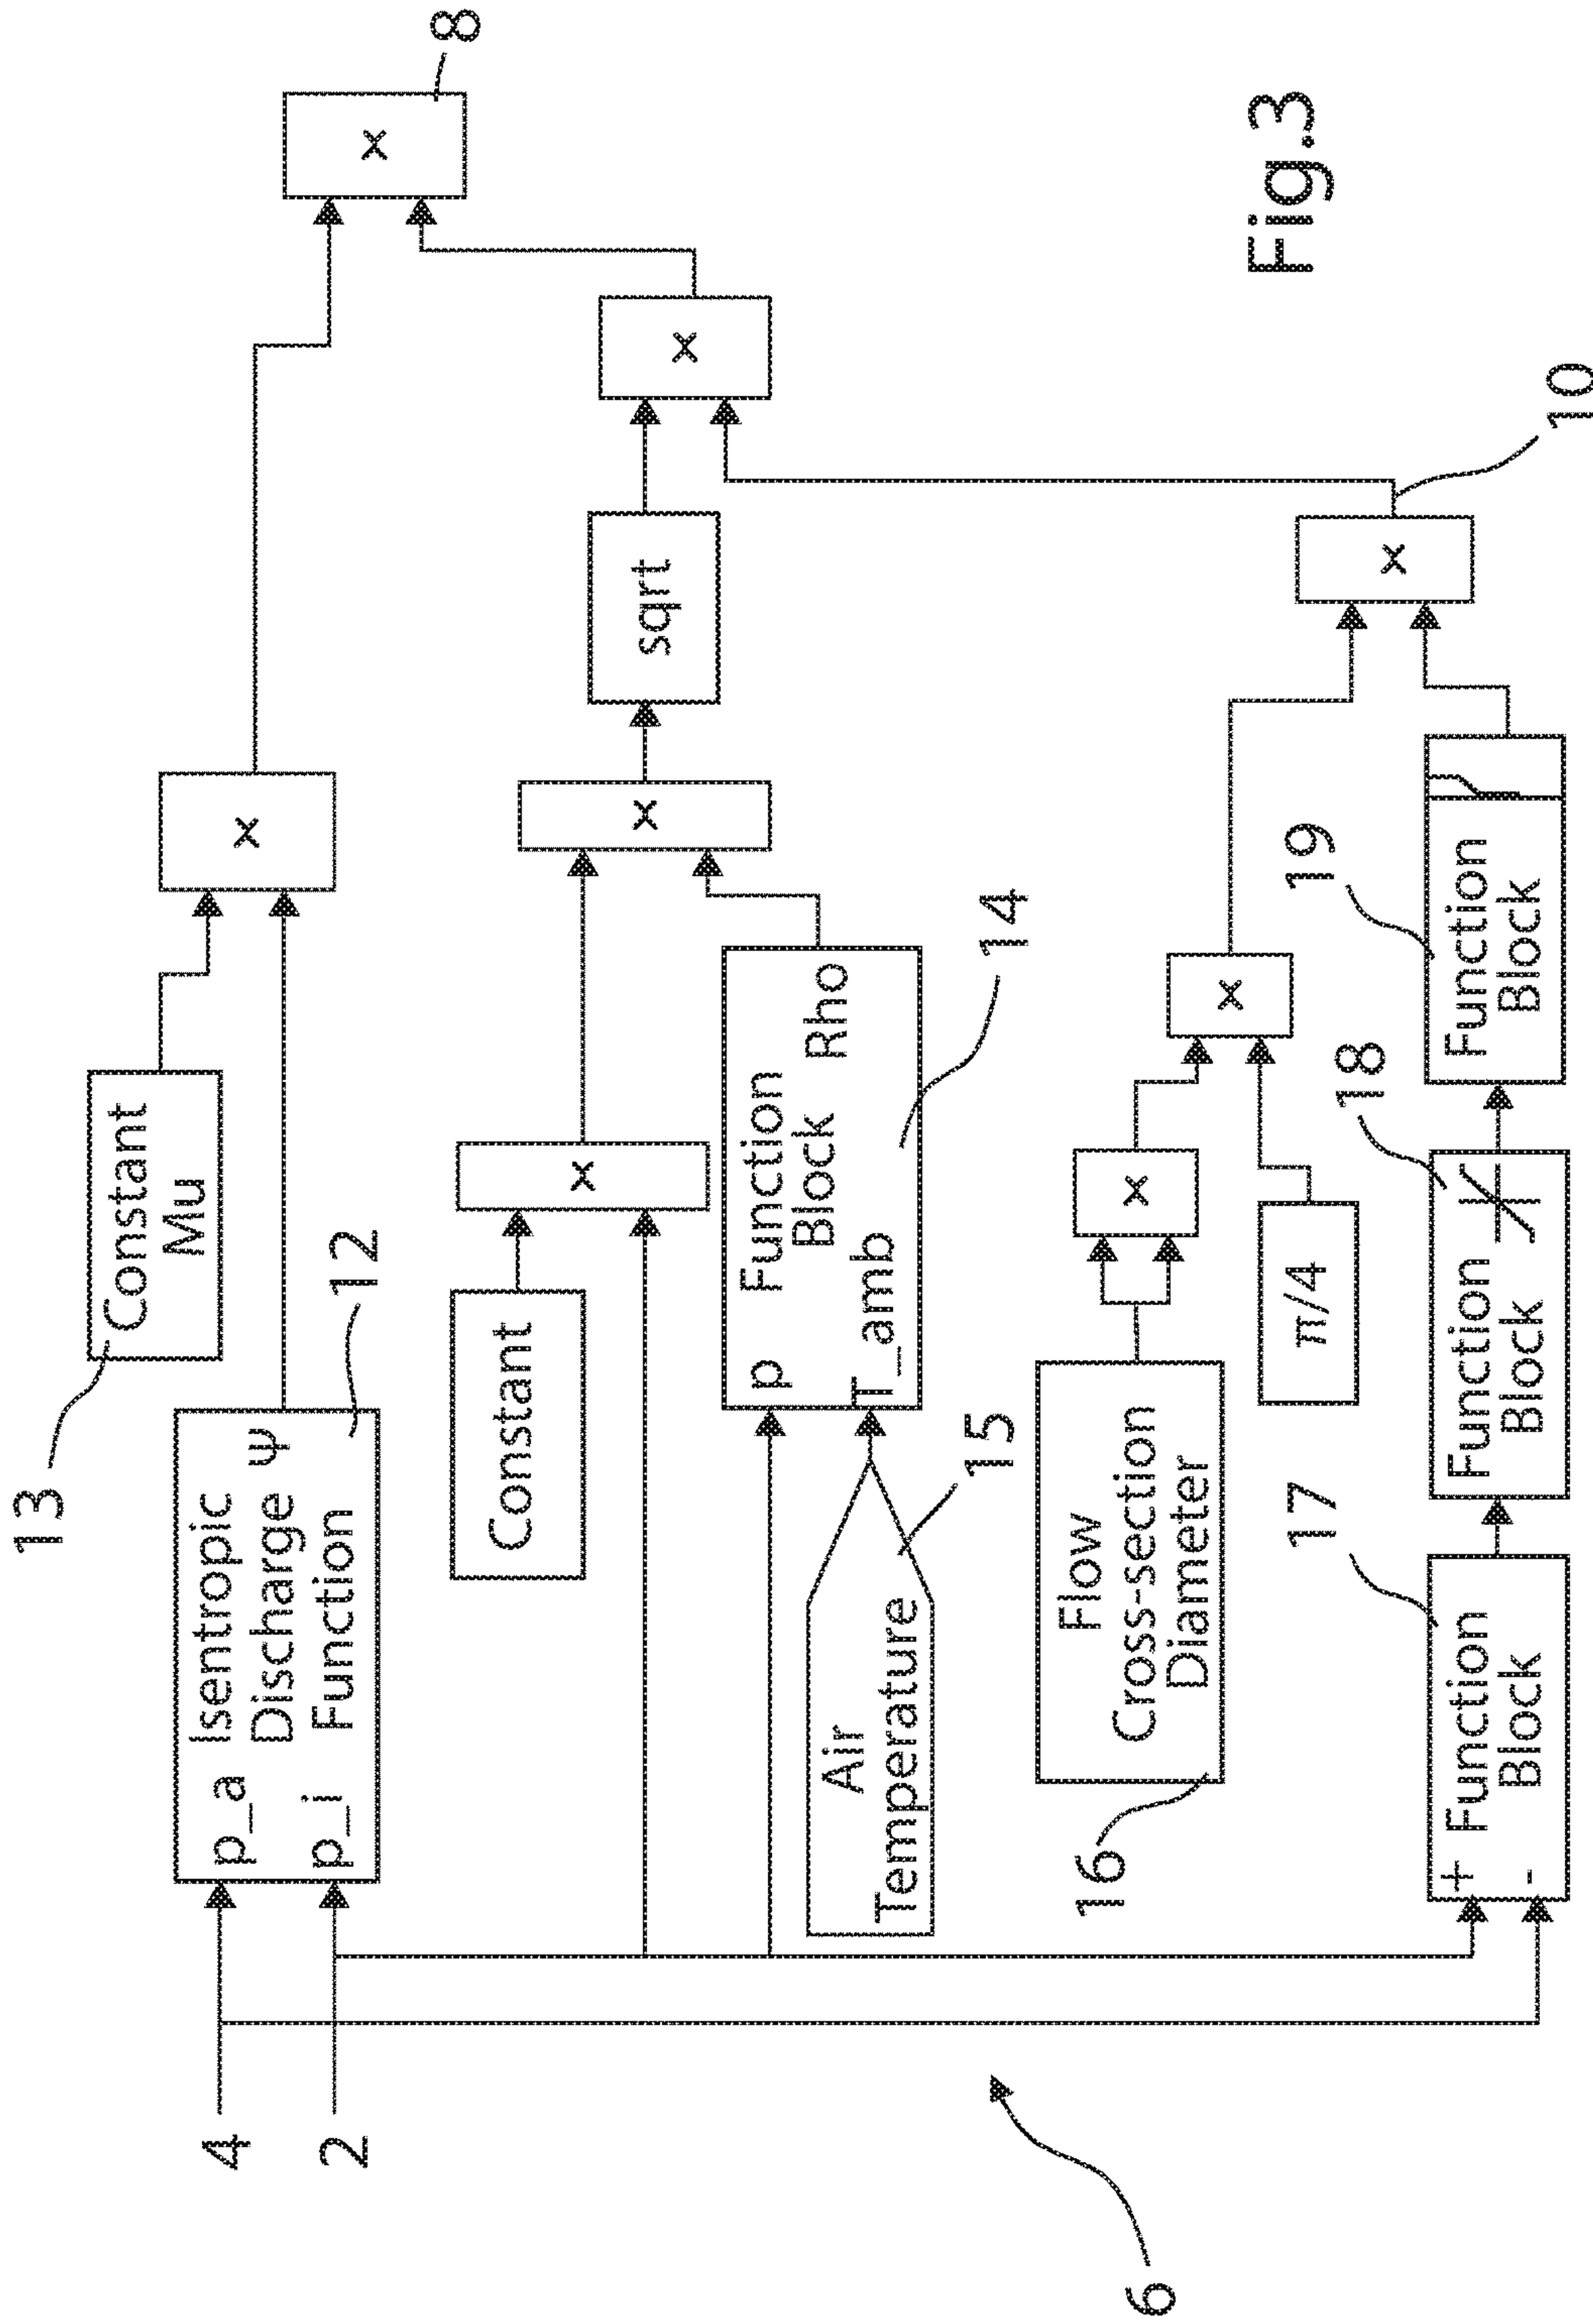 13
Constant
Mu
4
p_a
Isentropic
Discharge
Function
ψ
2
p_i
12
x
x
8
Constant
x
x
sqrt
x
p
Function
Block
Rho
T_amb
14
Air
Temperature
15
Flow
Cross-section
Diameter
16
x
x
π/4
x
10
17
+
Function
Block
-
18
Function
Block
19
Function
Block
6
Fig.3